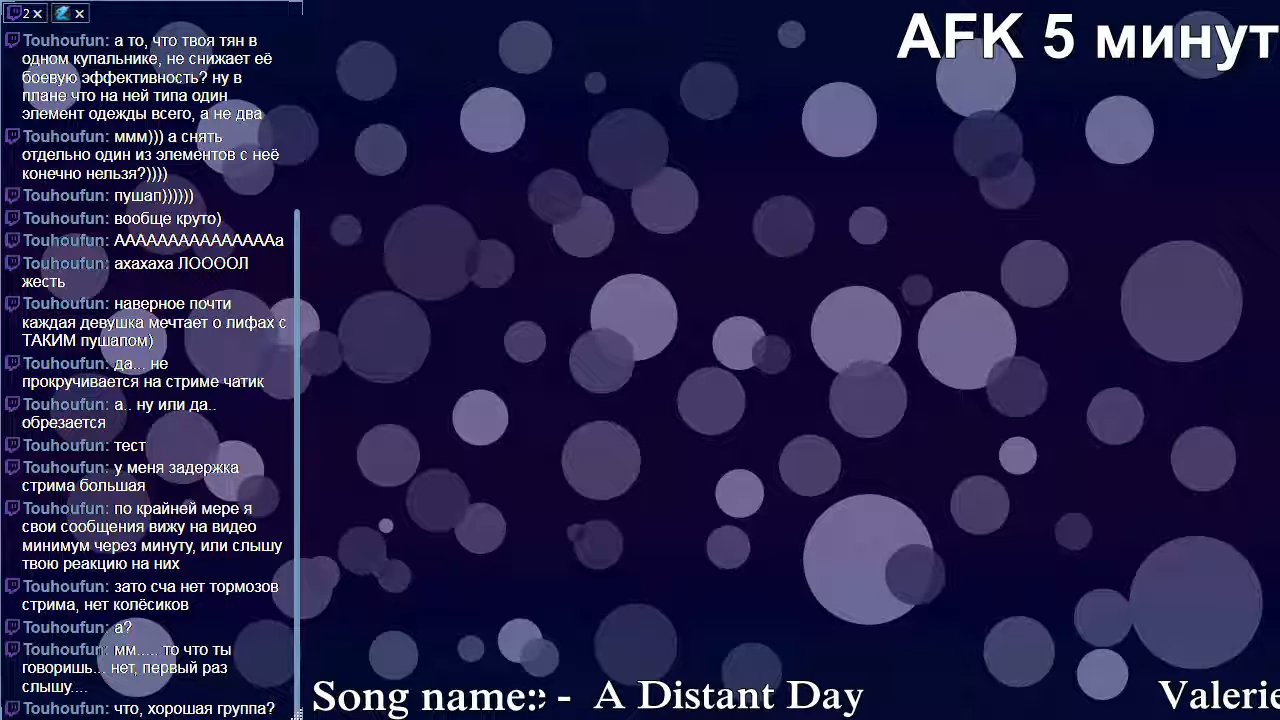 2 x x
AFK 5 минут
Touhoufun: а то, что твоя тян в
одном купальнике, не снижает её
боевую эффективность? ну в
плане что на ней типа один
элемент одежды всего, а не два
Touhoufun: ммм))) а снять
отдельно один из элементов с неё
конечно нельзя?))))
Touhoufun: пушап))))))
Touhoufun: вообще круто)
Touhoufun: АААААААААААААААа
Touhoufun: ахахаха ЛОООOЛ
жесть
Touhoufun: наверное почти
каждая девушка мечтает о лифах с
ТАКИМ пушапом)
Touhoufun: да... не
прокручивается на стриме чатик
Touhoufun: а.. ну или да..
обрезается
Touhoufun: тест
Touhoufun: у меня задержка
стрима большая
Touhoufun: по крайней мере я
свои сообщения вижу на видео
минимум через минуту, или слышу
твою реакцию на них
Touhoufun: зато сча нет тормозов
стрима, нет колёсиков
Touhoufun: а?
Touhoufun: мм..... то что ты
говоришь... нет, первый раз
слышу....
Touhoufun: что, хорошая группа?
Song name:: - A Distant Day
Valerie